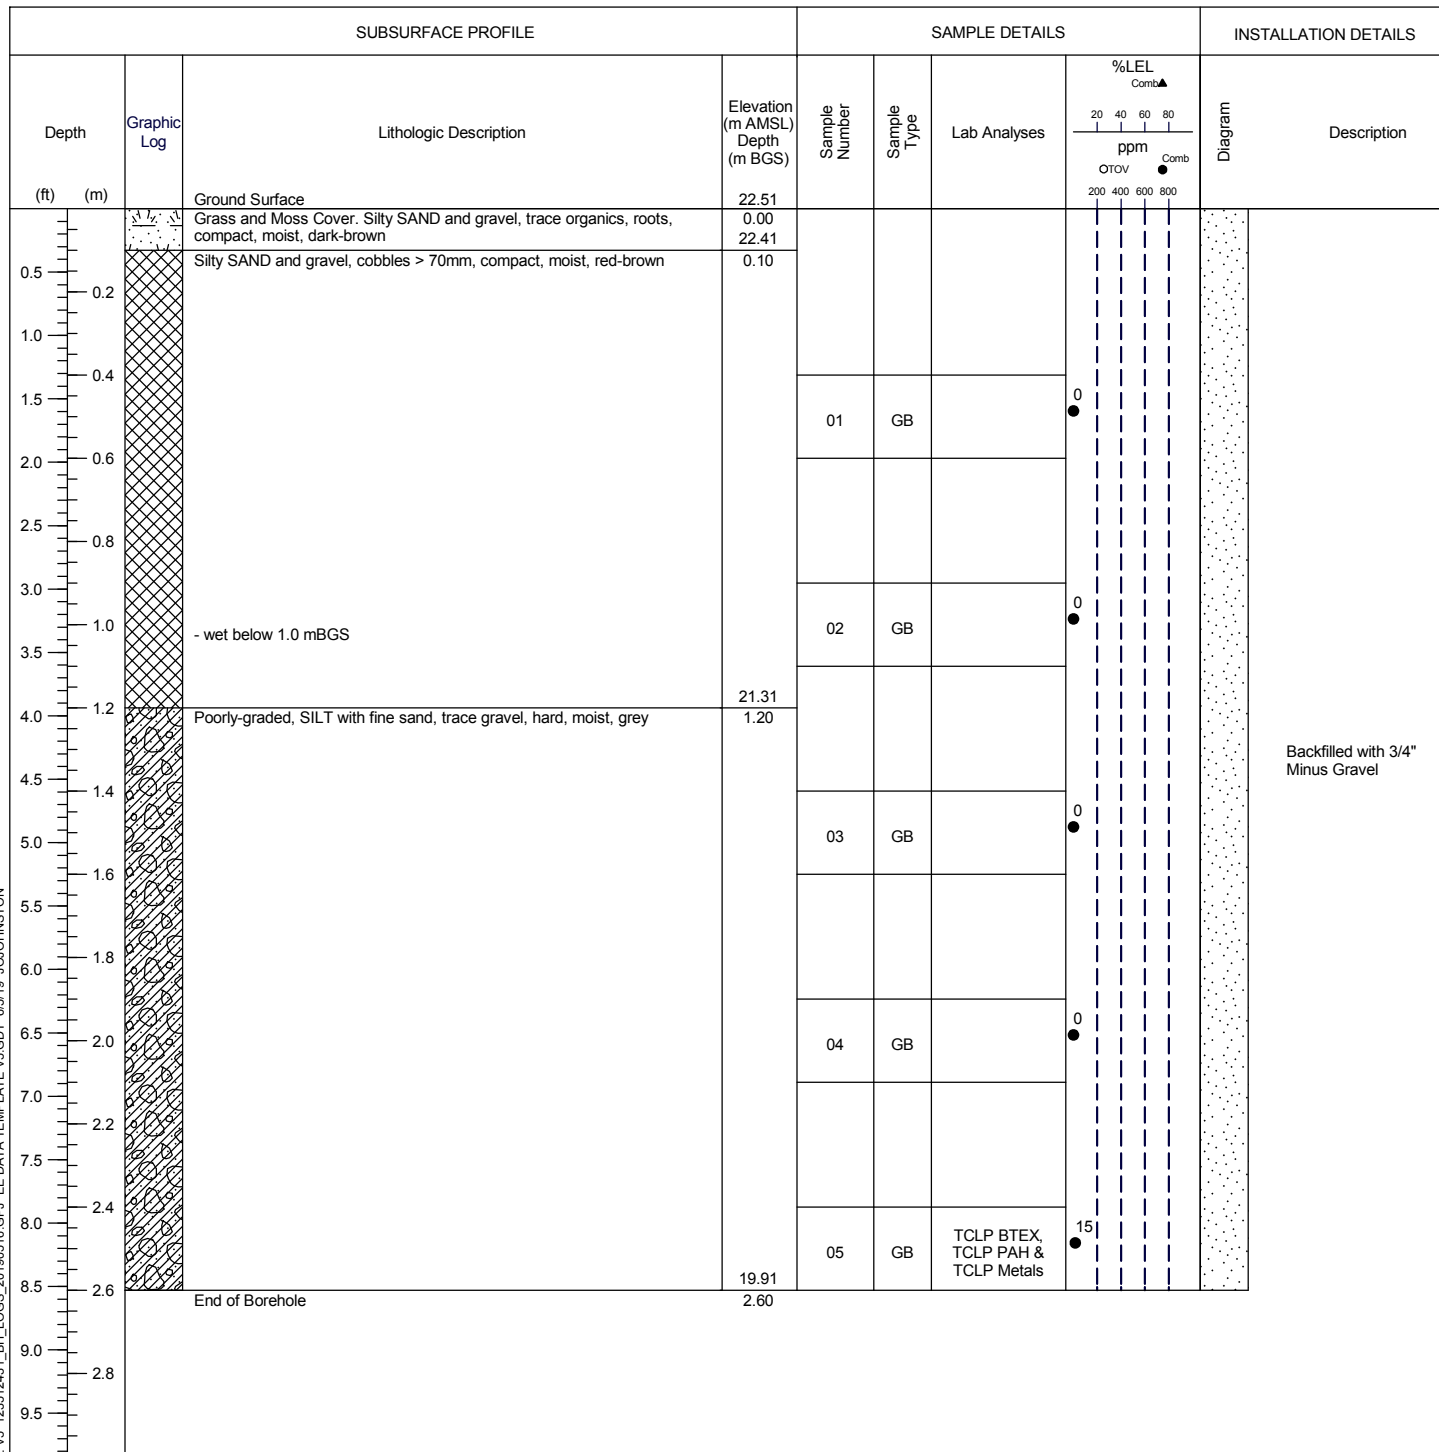 SUBSURFACE PROFILE
SAMPLE DETAILS
INSTALLATION DETAILS
Depth
(ft)
(m)
Graphic
Log
Lithologic Description
Elevation
(m AMSL)
Depth
(m BGS)
Sample
Number
Sample
Type
Lab Analyses
%LEL
Comb
20 40 60 80
ppm
TOV
Comb
200 400 600 800
Diagram
Description
Ground Surface
22.51
Grass and Moss Cover. Silty SAND and gravel, trace organics, roots,
compact, moist, dark-brown
0.00
22.41
Silty SAND and gravel, cobbles > 70mm, compact, moist, red-brown
0.10
0.5
0.2
1.0
0.4
1.5
01
GB
0
2.0
0.6
2.5
0.8
3.0
0
1.0
- wet below 1.0 mBGS
02
GB
3.5
21.31
1.2
4.0
Poorly-graded, SILT with fine sand, trace gravel, hard, moist, grey
1.20
Backfilled with 3/4"
Minus Gravel
4.5
1.4
0
5.0
03
GB
1.6
5.5
1.8
6.0
0
6.5
2.0
04
GB
7.0
2.2
7.5
2.4
8.0
15
05
GB
TCLP BTEX,
TCLP PAH &
TCLP Metals
19.91
8.5
2.6
End of Borehole
2.60
9.0
2.8
9.5